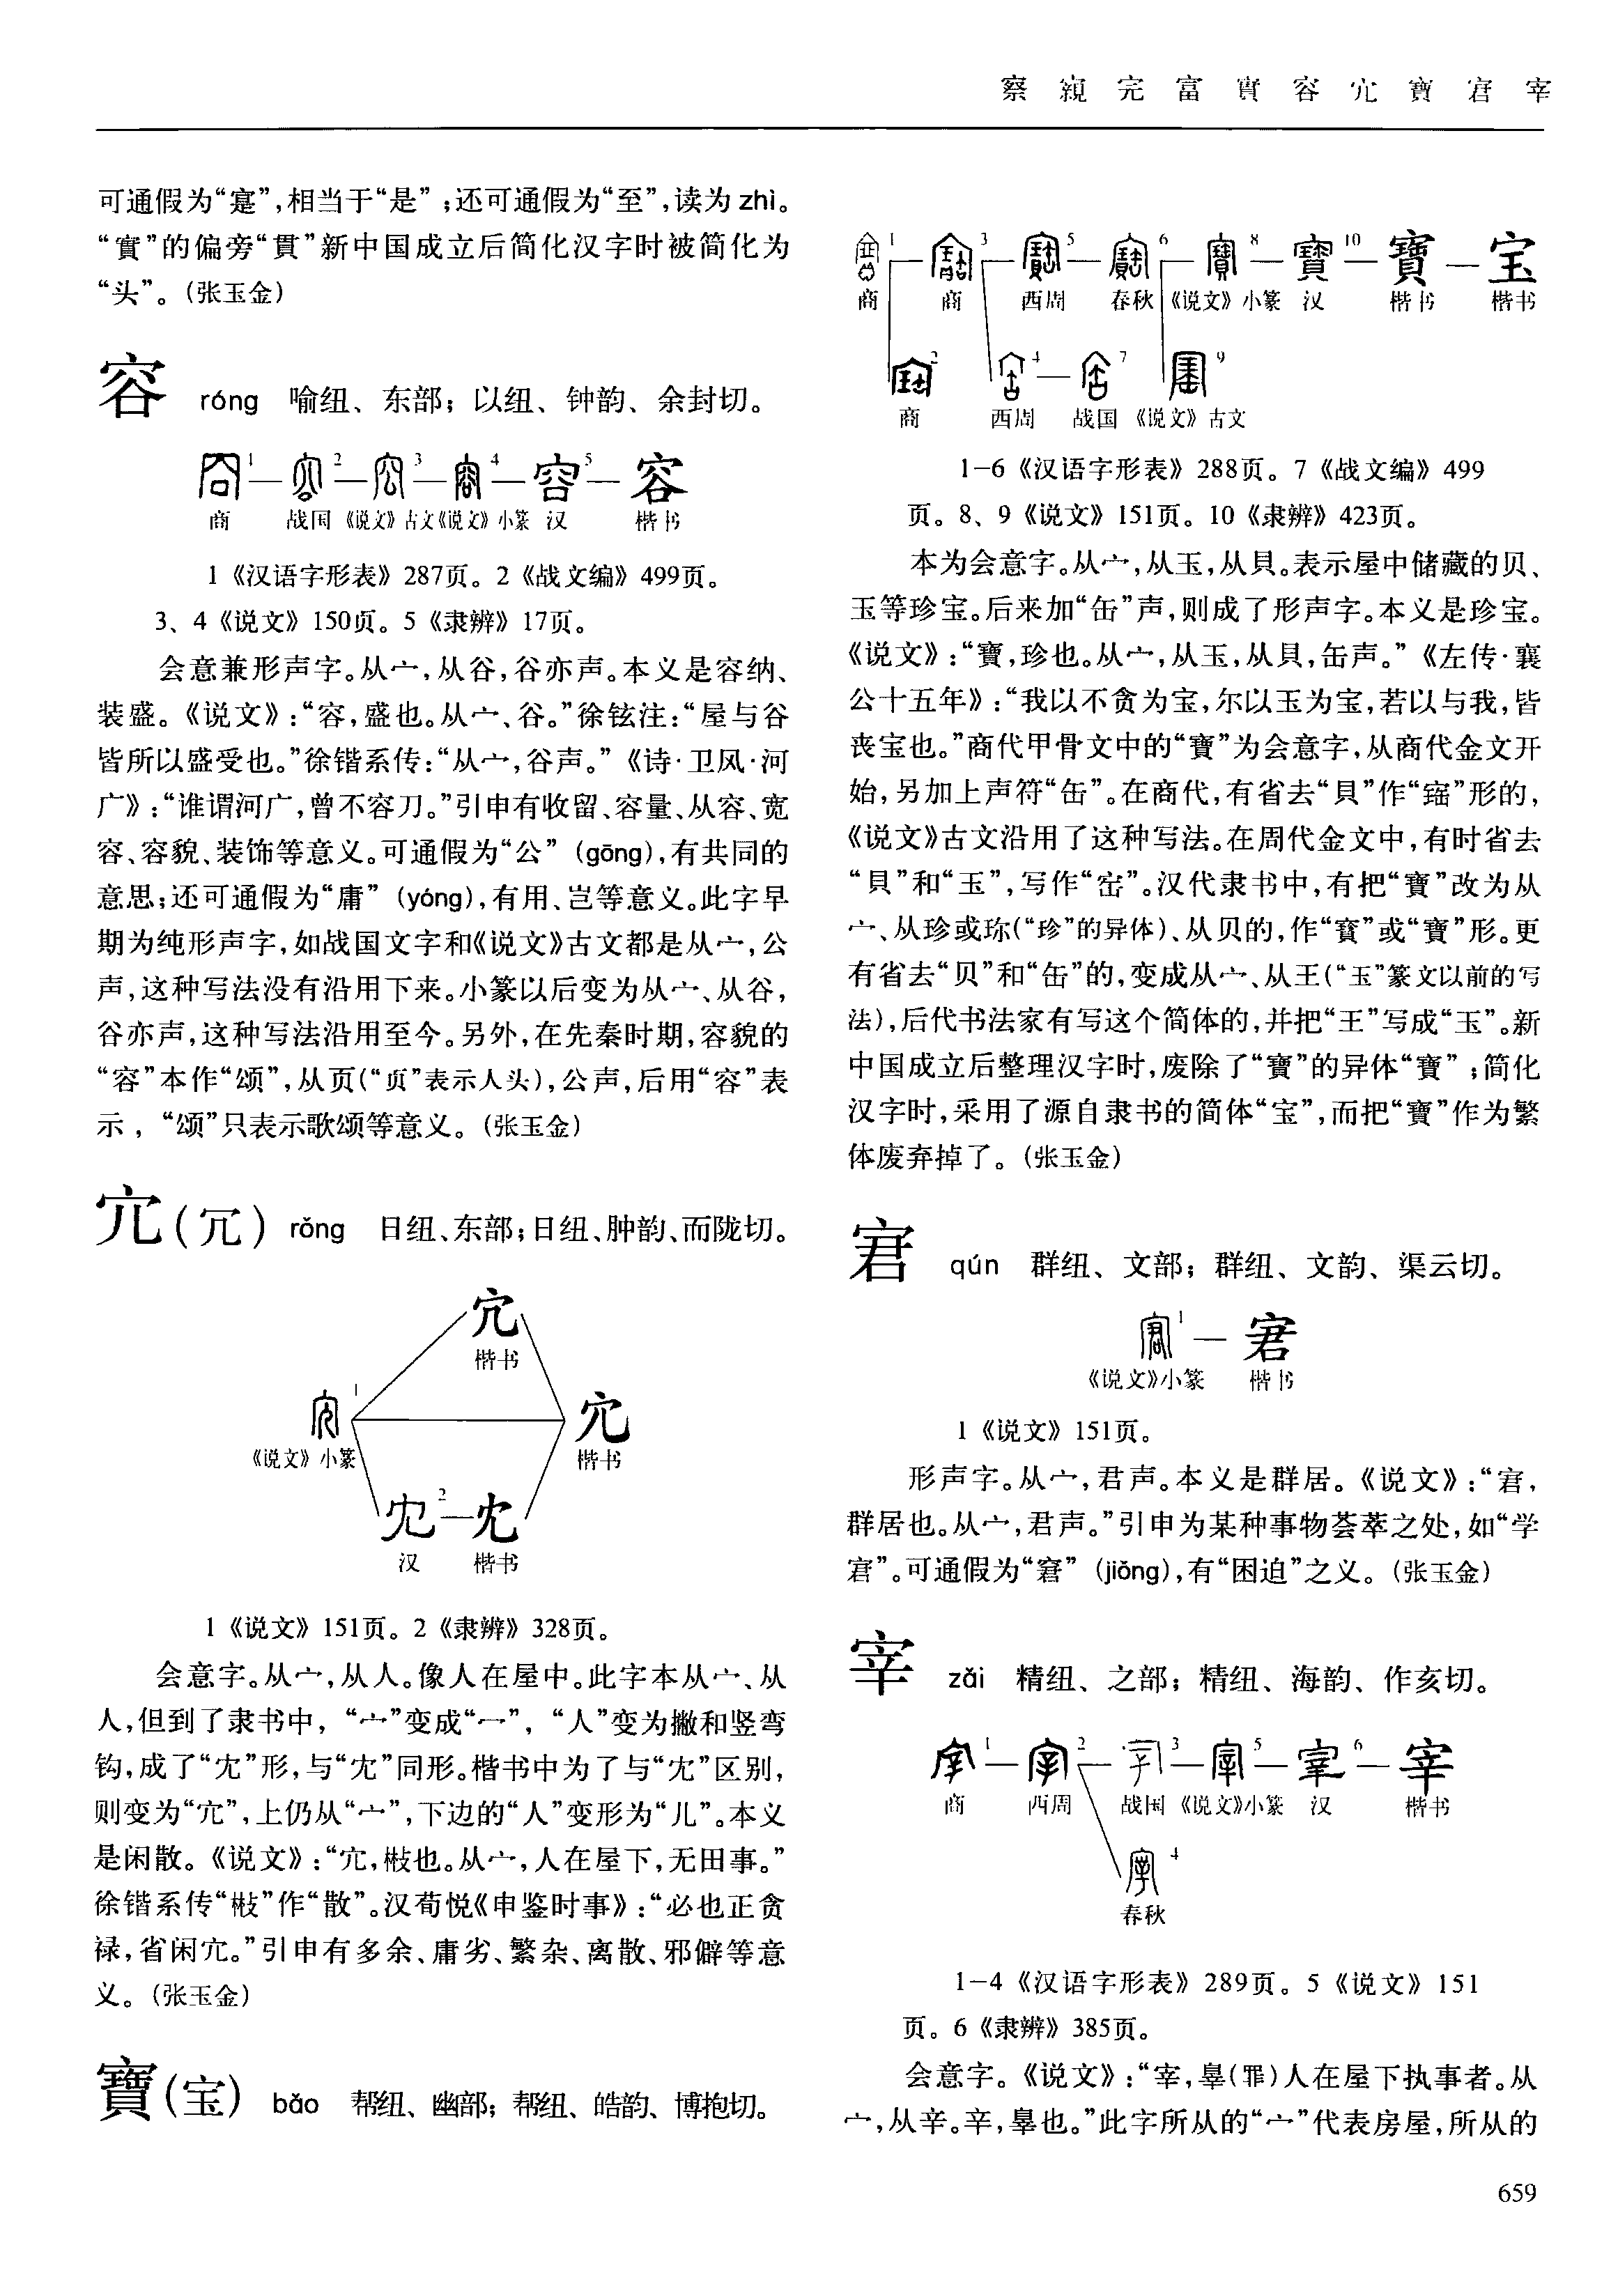 察 寴 完 富 實 容 宂 寶 宭 宰
可通假为“寔”,相当于“是”;还可通假为“至”,读为 zhì。
“實”的偏旁“貫”新中国成立后简化汉字时被简化为
“头”。(张玉金)
容 róng 喻纽、东部；以纽、钟韵、余封切。
1 2 3 4 5 容
商 战国 《说文》古文 《说文》小篆 汉 楷书
1《汉语字形表》287页。2《战文编》499页。
3、4《说文》150页。5《隶辨》17页。
会意兼形声字。从宀,从谷,谷亦声。本义是容纳、
装盛。《说文》:“容,盛也。从宀、谷。”徐铉注:“屋与谷
皆所以盛受也。”徐锴系传:“从宀,谷声。”《诗·卫风·河
广》:“谁谓河广,曾不容刀。”引申有收留、容量、从容、宽
容、容貌、装饰等意义。可通假为“公”(gōng),有共同的
意思;还可通假为“庸”(yóng),有用、岂等意义。此字早
期为纯形声字,如战国文字和《说文》古文都是从宀,公
声,这种写法没有沿用下来。小篆以后变为从宀、从谷,
谷亦声,这种写法沿用至今。另外,在先秦时期,容貌的
“容”本作“颂”,从页(“页”表示人头),公声,后用“容”表
示，“颂”只表示歌颂等意义。(张玉金)
宂(冗) rǒng 日纽、东部;日纽、肿韵、而陇切。
宂
楷书
1 宂
《说文》小篆 楷书
2 冘
汉 楷书
1《说文》151页。2《隶辨》328页。
会意字。从宀,从人。像人在屋中。此字本从宀、从
人,但到了隶书中，“宀”变成“冖”，“人”变为撇和竖弯
钩,成了“冘”形,与“冘”同形。楷书中为了与“冘”区别,
则变为“宂”,上仍从“宀”,下边的“人”变形为“儿”。本义
是闲散。《说文》:“宂,㪔也。从宀,人在屋下,无田事。”
徐锴系传“㪔”作“散”。汉荀悦《申鉴时事》:“必也正贪
禄,省闲宂。”引申有多余、庸劣、繁杂、离散、邪僻等意
义。(张玉金)
寶(宝) bǎo 帮纽、幽部；帮纽、皓韵、博抱切。
1 3 5 6 8 10 寶 宝
商 商 西周 春秋 《说文》小篆 汉 楷书 楷书
2 4 7 9
商 西周 战国 《说文》古文
1-6《汉语字形表》288页。7《战文编》499
页。8、9《说文》151页。10《隶辨》423页。
本为会意字。从宀,从玉,从貝。表示屋中储藏的贝、
玉等珍宝。后来加“缶”声,则成了形声字。本义是珍宝。
《说文》:“寶,珍也。从宀,从玉,从貝,缶声。”《左传·襄
公十五年》:“我以不贪为宝,尔以玉为宝,若以与我,皆
丧宝也。”商代甲骨文中的“寶”为会意字,从商代金文开
始,另加上声符“缶”。在商代,有省去“貝”作“”形的,
《说文》古文沿用了这种写法。在周代金文中,有时省去
“貝”和“玉”,写作“宲”。汉代隶书中,有把“寶”改为从
宀、从珍或珎(“珍”的异体)、从贝的,作“”或“寳”形。更
有省去“贝”和“缶”的,变成从宀、从王(“玉”篆文以前的写
法),后代书法家有写这个简体的,并把“王”写成“玉”。新
中国成立后整理汉字时,废除了“寶”的异体“寳”;简化
汉字时,采用了源自隶书的简体“宝”,而把“寶”作为繁
体废弃掉了。(张玉金)
宭 qún 群纽、文部；群纽、文韵、渠云切。
1 宭
《说文》小篆 楷书
1《说文》151页。
形声字。从宀,君声。本义是群居。《说文》:“宭,
群居也。从宀,君声。”引申为某种事物荟萃之处,如“学
宭”。可通假为“窘”(jiǒng),有“困迫”之义。(张玉金)
宰 zǎi 精纽、之部；精纽、海韵、作亥切。
1 2 3 5 6 宰
商 西周 战国 《说文》小篆 汉 楷书
4
春秋
1-4《汉语字形表》289页。5《说文》151
页。6《隶辨》385页。
会意字。《说文》:“宰,辠(罪)人在屋下执事者。从
宀,从辛。辛,辠也。”此字所从的“宀”代表房屋,所从的
659